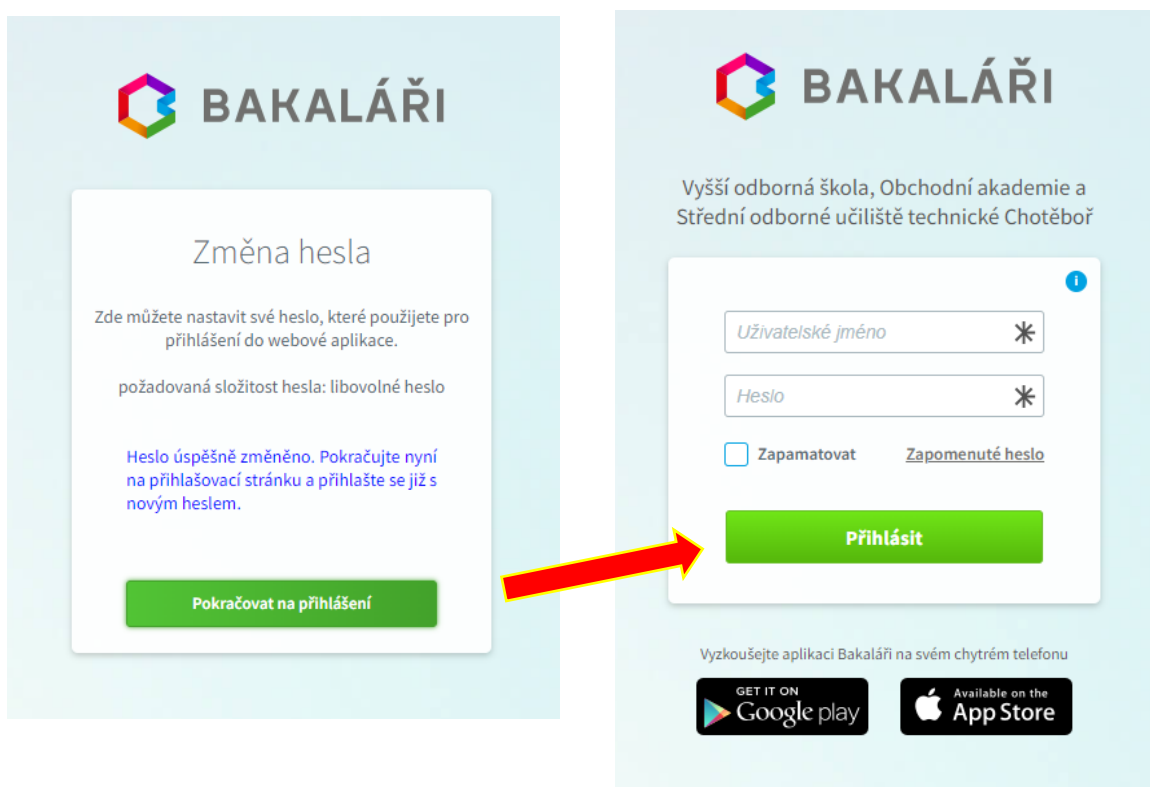 BAKALÁŘI
Změna hesla
Zde můžete nastavit své heslo, které použijete pro
přihlášení do webové aplikace.
požadovaná složitost hesla: libovolné heslo
Heslo úspěšně změněno. Pokračujte nyní
na přihlašovací stránku a přihlašte se již s
novým heslem.
Pokračovat na přihlášení
BAKALÁŘI
Vyšší odborná škola, Obchodní akademie a
Střední odborné učiliště technické Chotěboř
i
Uživatelské jméno
Heslo
Zapamatovat Zapomenuté heslo
Přihlásit
Vyzkoušejte aplikaci Bakaláři na svém chytrém telefonu
GET IT ON
Google play
Available on the
App Store